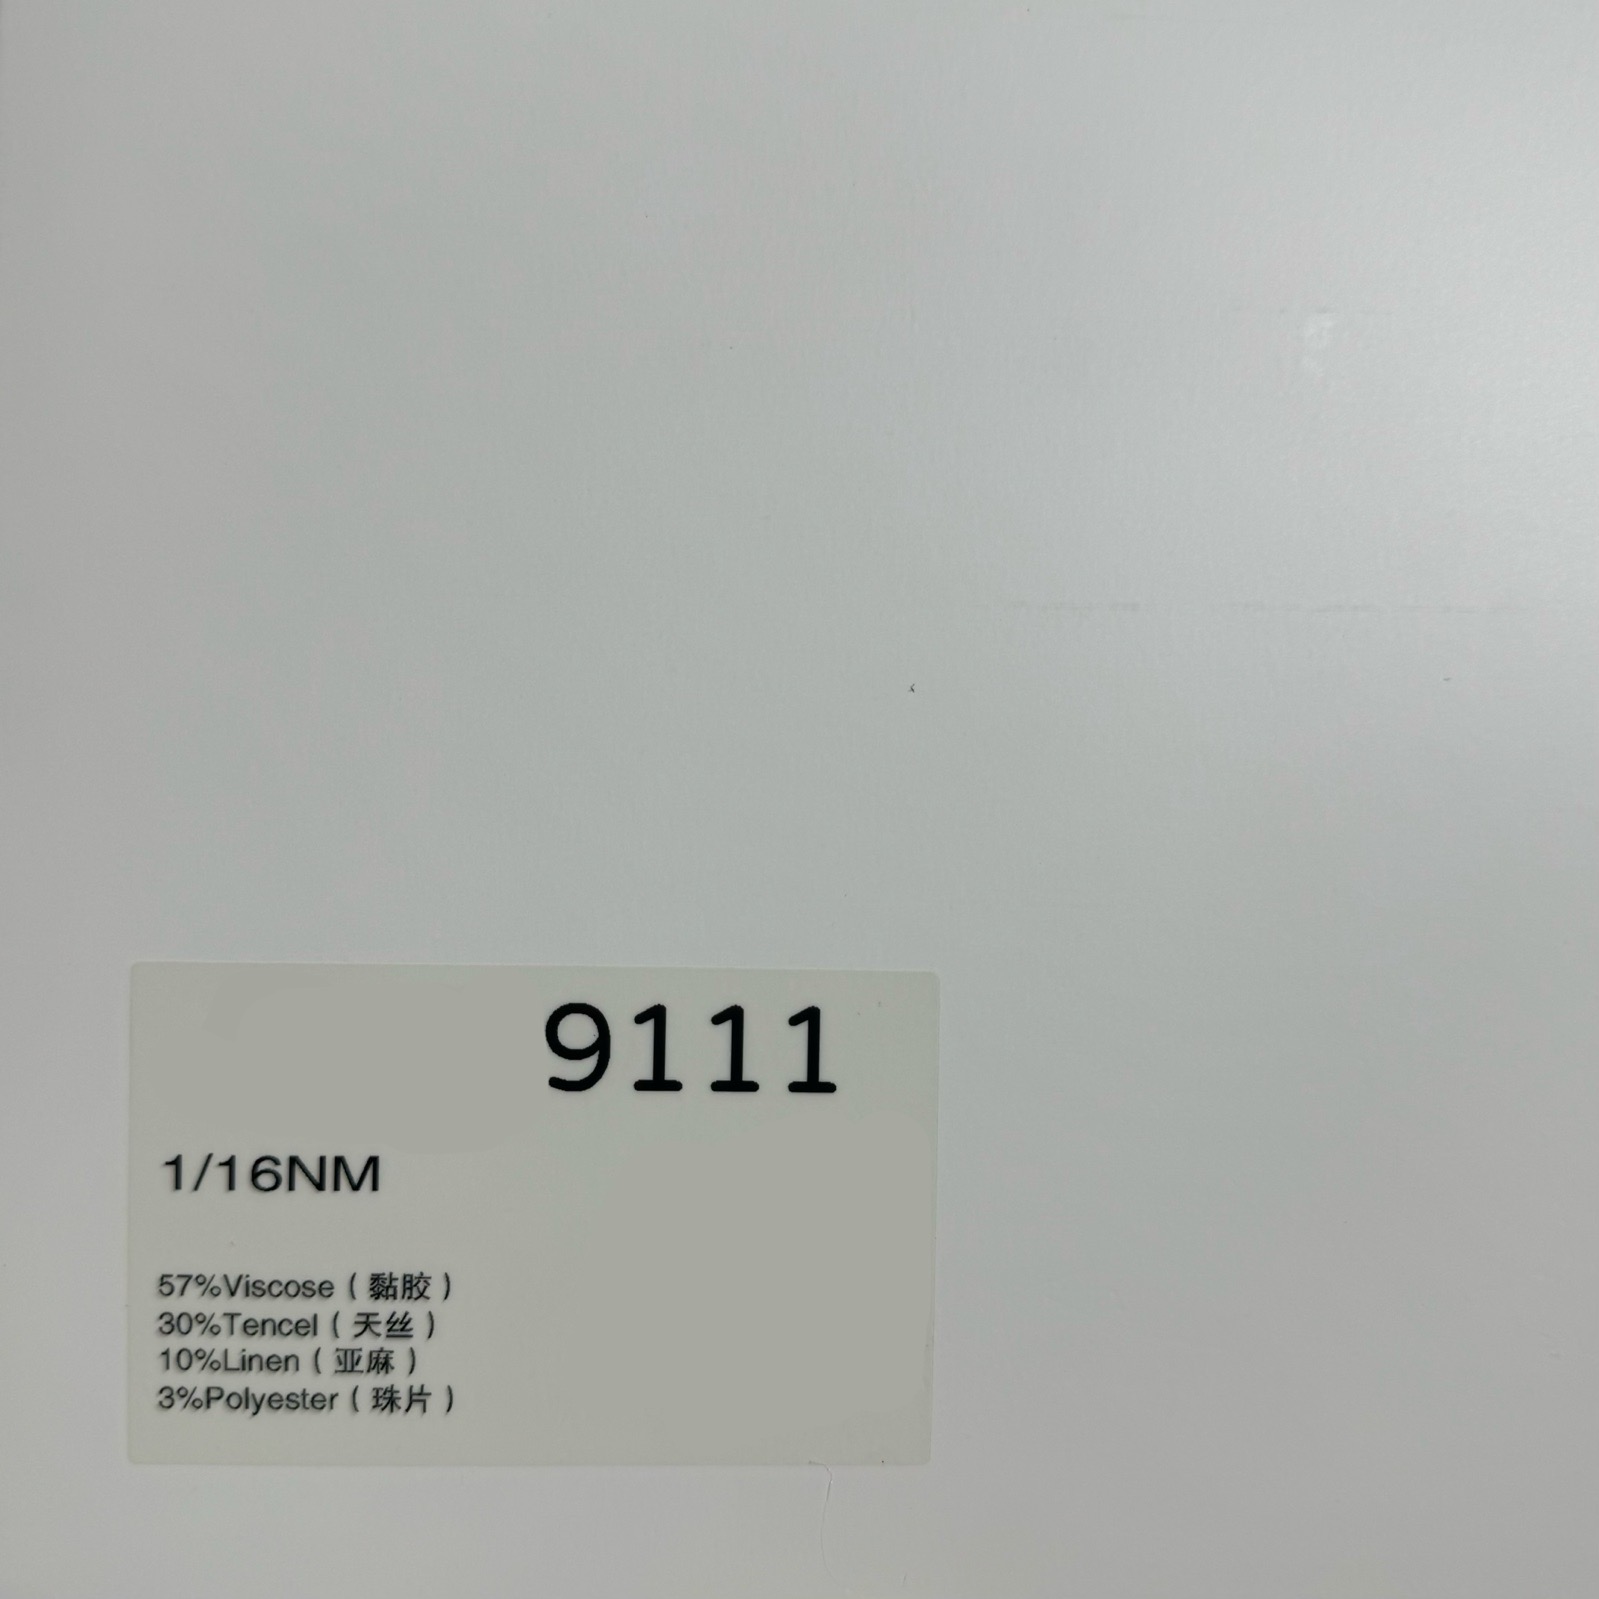 9111
1/16NM
57%Viscose（黏胶）
30%Tencel（天丝）
10%Linen（亚麻）
3%Polyester（珠片）